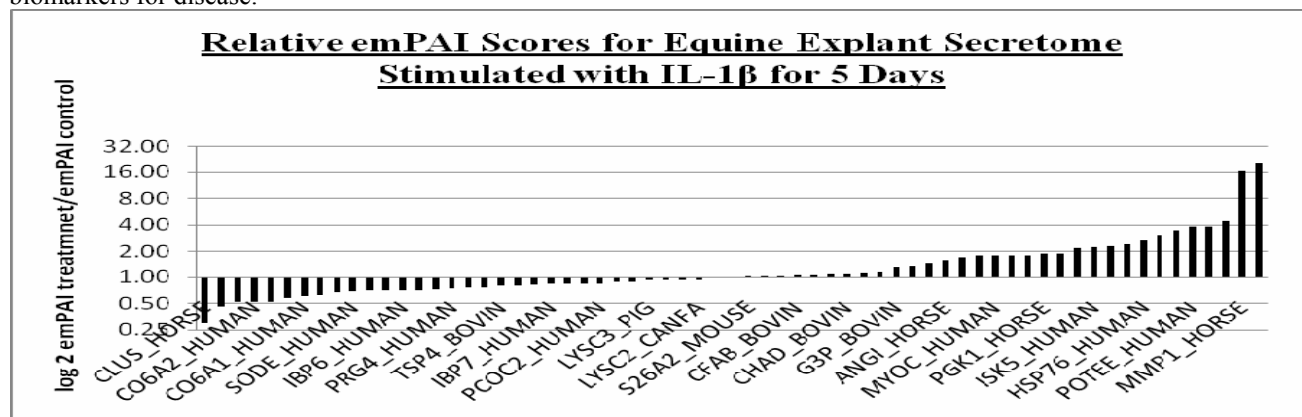 biomarkers for disease.
Relative emPAI Scores for Equine Explant Secretome
Stimulated with IL-1β for 5 Days
log 2 emPAI treatmnet/emPAI control
32.00
16.00
8.00
4.00
2.00
1.00
0.50
0.25
CLUS_HORSE
CO6A2_HUMAN
CO6A1_HUMAN
SODE_HUMAN
IBP6_HUMAN
PRG4_HUMAN
TSP4_BOVIN
IBP7_HUMAN
PCOC2_HUMAN
LYSC3_PIG
LYSC2_CANFA
S26A2_MOUSE
CFAB_BOVIN
CHAD_BOVIN
G3P_BOVIN
ANGI_HORSE
MYOC_HUMAN
PGK1_HORSE
ISK5_HUMAN
HSP76_HUMAN
POTEE_HUMAN
MMP1_HORSE